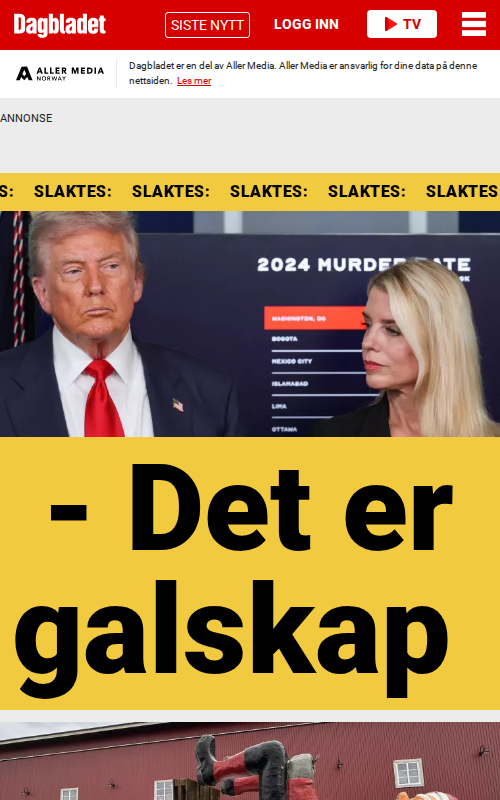 Dagbladet
SISTE NYTT
LOGG INN
TV
ALLER MEDIA
NORWAY
Dagbladet er en del av Aller Media. Aller Media er ansvarlig for dine data på denne
nettsiden. Les mer
ANNONSE
S: SLAKTES: SLAKTES: SLAKTES: SLAKTES: SLAKTES
2024 MURDER RATE
WASHINGTON, DC
BOGOTA
MEXICO CITY
ISLAMABAD
LIMA
OTTAWA
- Det er
galskap